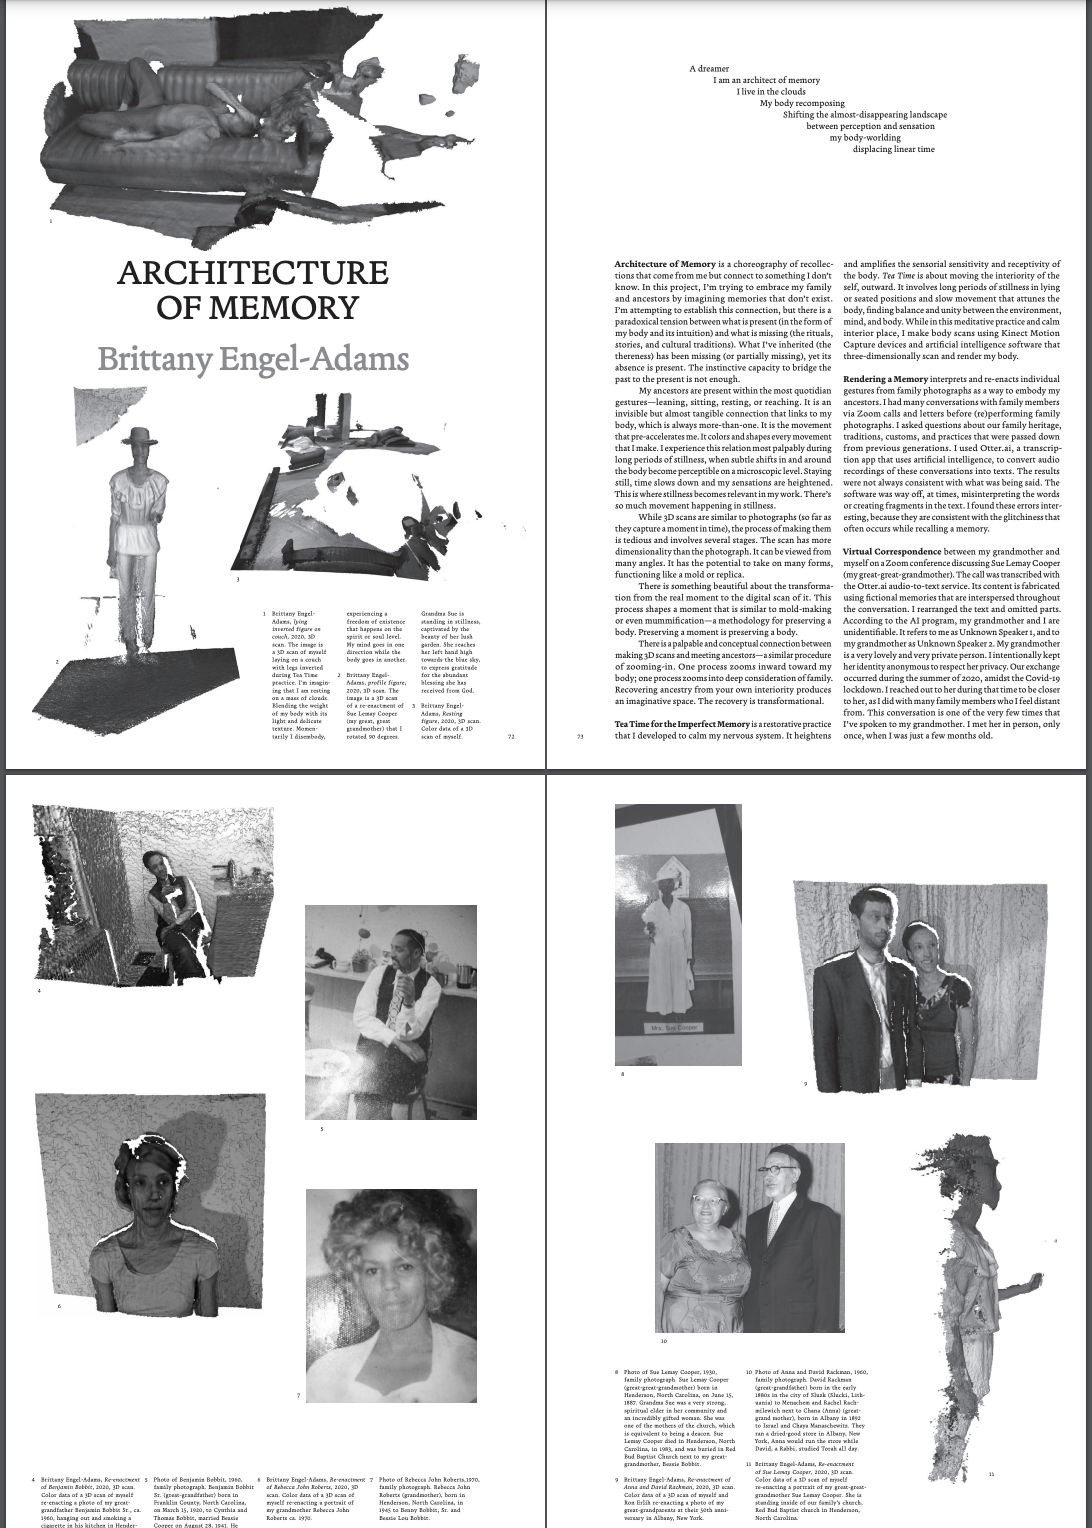 1
ARCHITECTURE
OF MEMORY
Brittany Engel-Adams
2
3
1 Brittany Engel-
Adams, lying
inverted figure on
couch, 2020, 3D
scan. The image is
a 3D scan of myself
laying on a couch
with legs inverted
during Tea Time
practice. I'm imagin-
ing that I am resting
on a mass of clouds.
Blending the weight
of my body with its
light and delicate
texture. Momen-
tarily I disembody,
experiencing a
freedom of existence
that happens on the
spirit or soul level.
My mind goes in one
direction while the
body goes in another.
2 Brittany Engel-
Adams, profile figure,
2020, 3D scan. The
image is a 3D scan
of a re-enactment of
Sue Lemay Cooper
(my great, great
grandmother) that I
rotated 90 degrees.
Grandma Sue is
standing in stillness,
captivated by the
beauty of her lush
garden. She reaches
her left hand high
towards the blue sky,
to express gratitude
for the abundant
blessing she has
received from God.
3 Brittany Engel-
Adams, Resting
figure, 2020, 3D scan.
Color data of a 3D
scan of myself.
72
A dreamer
I am an architect of memory
I live in the clouds
My body recomposing
Shifting the almost-disappearing landscape
between perception and sensation
my body-worlding
displacing linear time
Architecture of Memory is a choreography of recollec-
tions that come from me but connect to something I don't
know. In this project, I'm trying to embrace my family
and ancestors by imagining memories that don't exist.
I'm attempting to establish this connection, but there is a
paradoxical tension between what is present (in the form of
my body and its intuition) and what is missing (the rituals,
stories, and cultural traditions). What I've inherited (the
thereness) has been missing (or partially missing), yet its
absence is present. The instinctive capacity to bridge the
past to the present is not enough.
My ancestors are present within the most quotidian
gestures—leaning, sitting, resting, or reaching. It is an
invisible but almost tangible connection that links to my
body, which is always more-than-one. It is the movement
that pre-accelerates me. It colors and shapes every movement
that I make. I experience this relation most palpably during
long periods of stillness, when subtle shifts in and around
the body become perceptible on a microscopic level. Staying
still, time slows down and my sensations are heightened.
This is where stillness becomes relevant in my work. There's
so much movement happening in stillness.
While 3D scans are similar to photographs (so far as
they capture a moment in time), the process of making them
is tedious and involves several stages. The scan has more
dimensionality than the photograph. It can be viewed from
many angles. It has the potential to take on many forms,
functioning like a mold or replica.
There is something beautiful about the transforma-
tion from the real moment to the digital scan of it. This
process shapes a moment that is similar to mold-making
or even mummification—a methodology for preserving a
body. Preserving a moment is preserving a body.
There is a palpable and conceptual connection between
making 3D scans and meeting ancestors—a similar procedure
of zooming-in. One process zooms inward toward my
body; one process zooms into deep consideration of family.
Recovering ancestry from your own interiority produces
an imaginative space. The recovery is transformational.
Tea Time for the Imperfect Memory is a restorative practice
that I developed to calm my nervous system. It heightens
and amplifies the sensorial sensitivity and receptivity of
the body. Tea Time is about moving the interiority of the
self, outward. It involves long periods of stillness in lying
or seated positions and slow movement that attunes the
body, finding balance and unity between the environment,
mind, and body. While in this meditative practice and calm
interior place, I make body scans using Kinect Motion
Capture devices and artificial intelligence software that
three-dimensionally scan and render my body.
Rendering a Memory interprets and re-enacts individual
gestures from family photographs as a way to embody my
ancestors. I had many conversations with family members
via Zoom calls and letters before (re)performing family
photographs. I asked questions about our family heritage,
traditions, customs, and practices that were passed down
from previous generations. I used Otter.ai, a transcrip-
tion app that uses artificial intelligence, to convert audio
recordings of these conversations into texts. The results
were not always consistent with what was being said. The
software was way off, at times, misinterpreting the words
or creating fragments in the text. I found these errors inter-
esting, because they are consistent with the glitchiness that
often occurs while recalling a memory.
Virtual Correspondence between my grandmother and
myself on a Zoom conference discussing Sue Lemay Cooper
(my great-great-grandmother). The call was transcribed with
the Otter.ai audio-to-text service. Its content is fabricated
using fictional memories that are interspersed throughout
the conversation. I rearranged the text and omitted parts.
According to the AI program, my grandmother and I are
unidentifiable. It refers to me as Unknown Speaker 1, and to
my grandmother as Unknown Speaker 2. My grandmother
is a very lovely and very private person. I intentionally kept
her identity anonymous to respect her privacy. Our exchange
occurred during the summer of 2020, amidst the Covid-19
lockdown. I reached out to her during that time to be closer
to her, as I did with many family members who I feel distant
from. This conversation is one of the very few times that
I've spoken to my grandmother. I met her in person, only
once, when I was just a few months old.
73
4
5
6
7
4 Brittany Engel-Adams, Re-enactment
of Benjamin Bobbit, 2020, 3D scan.
Color data of a 3D scan of myself
re-enacting a photo of my great-
grandfather Benjamin Bobbit Sr., ca.
1960, hanging out and smoking a
cigarette in his kitchen in Hender-
5 Photo of Benjamin Bobbit, 1960,
family photograph. Benjamin Bobbit
Sr. (great-grandfather) born in
Franklin County, North Carolina,
on March 15, 1920, to Cynthia and
Thomas Bobbit, married Bessie
Cooper on August 28, 1941. He
6 Brittany Engel-Adams, Re-enactment
of Rebecca John Roberts, 2020, 3D
scan. Color data of a 3D scan of
myself re-enacting a portrait of
my grandmother Rebecca John
Roberts ca. 1970.
7 Photo of Rebecca John Roberts,1970,
family photograph. Rebecca John
Roberts (grandmother), born in
Henderson, North Carolina, in
1945 to Benny Bobbit, Sr. and
Bessie Lou Bobbit.
Mrs. Sue Cooper
8
9
10
11
8 Photo of Sue Lemay Cooper, 1930,
family photograph. Sue Lemay Cooper
(great-great-grandmother) born in
Henderson, North Carolina, on June 15,
1887. Grandma Sue was a very strong,
spiritual elder in her community and
an incredibly gifted woman. She was
one of the mothers of the church, which
is equivalent to being a deacon. Sue
Lemay Cooper died in Henderson, North
Carolina, in 1983, and was buried in Red
Bud Baptist Church next to my great-
grandmother, Bessie Bobbit.
9 Brittany Engel-Adams, Re-enactment of
Anna and David Rackman, 2020, 3D scan.
Color data of a 3D scan of myself and
Ron Erlih re-enacting a photo of my
great-grandparents at their 50th anni-
versary in Albany, New York.
10 Photo of Anna and David Rackman, 1960,
family photograph. David Rackman
(great-grandfather) born in the early
1880s in the city of Slusk (Slucki, Lith-
uania) to Menachem and Rachel Rach-
milewich next to Chana (Anna) (great-
grand mother), born in Albany in 1892
to Israel and Chaya Manaschewitz. They
ran a dried-good store in Albany, New
York, Anna would run the store while
David, a Rabbi, studied Torah all day.
11 Brittany Engel-Adams, Re-enactment
of Sue Lemay Cooper, 2020, 3D scan.
Color data of a 3D scan of myself
re-enacting a portrait of my great-great-
grandmother Sue Lemay Cooper. She is
standing inside of our family's church,
Red Bud Baptist Church in Henderson,
North Carolina.